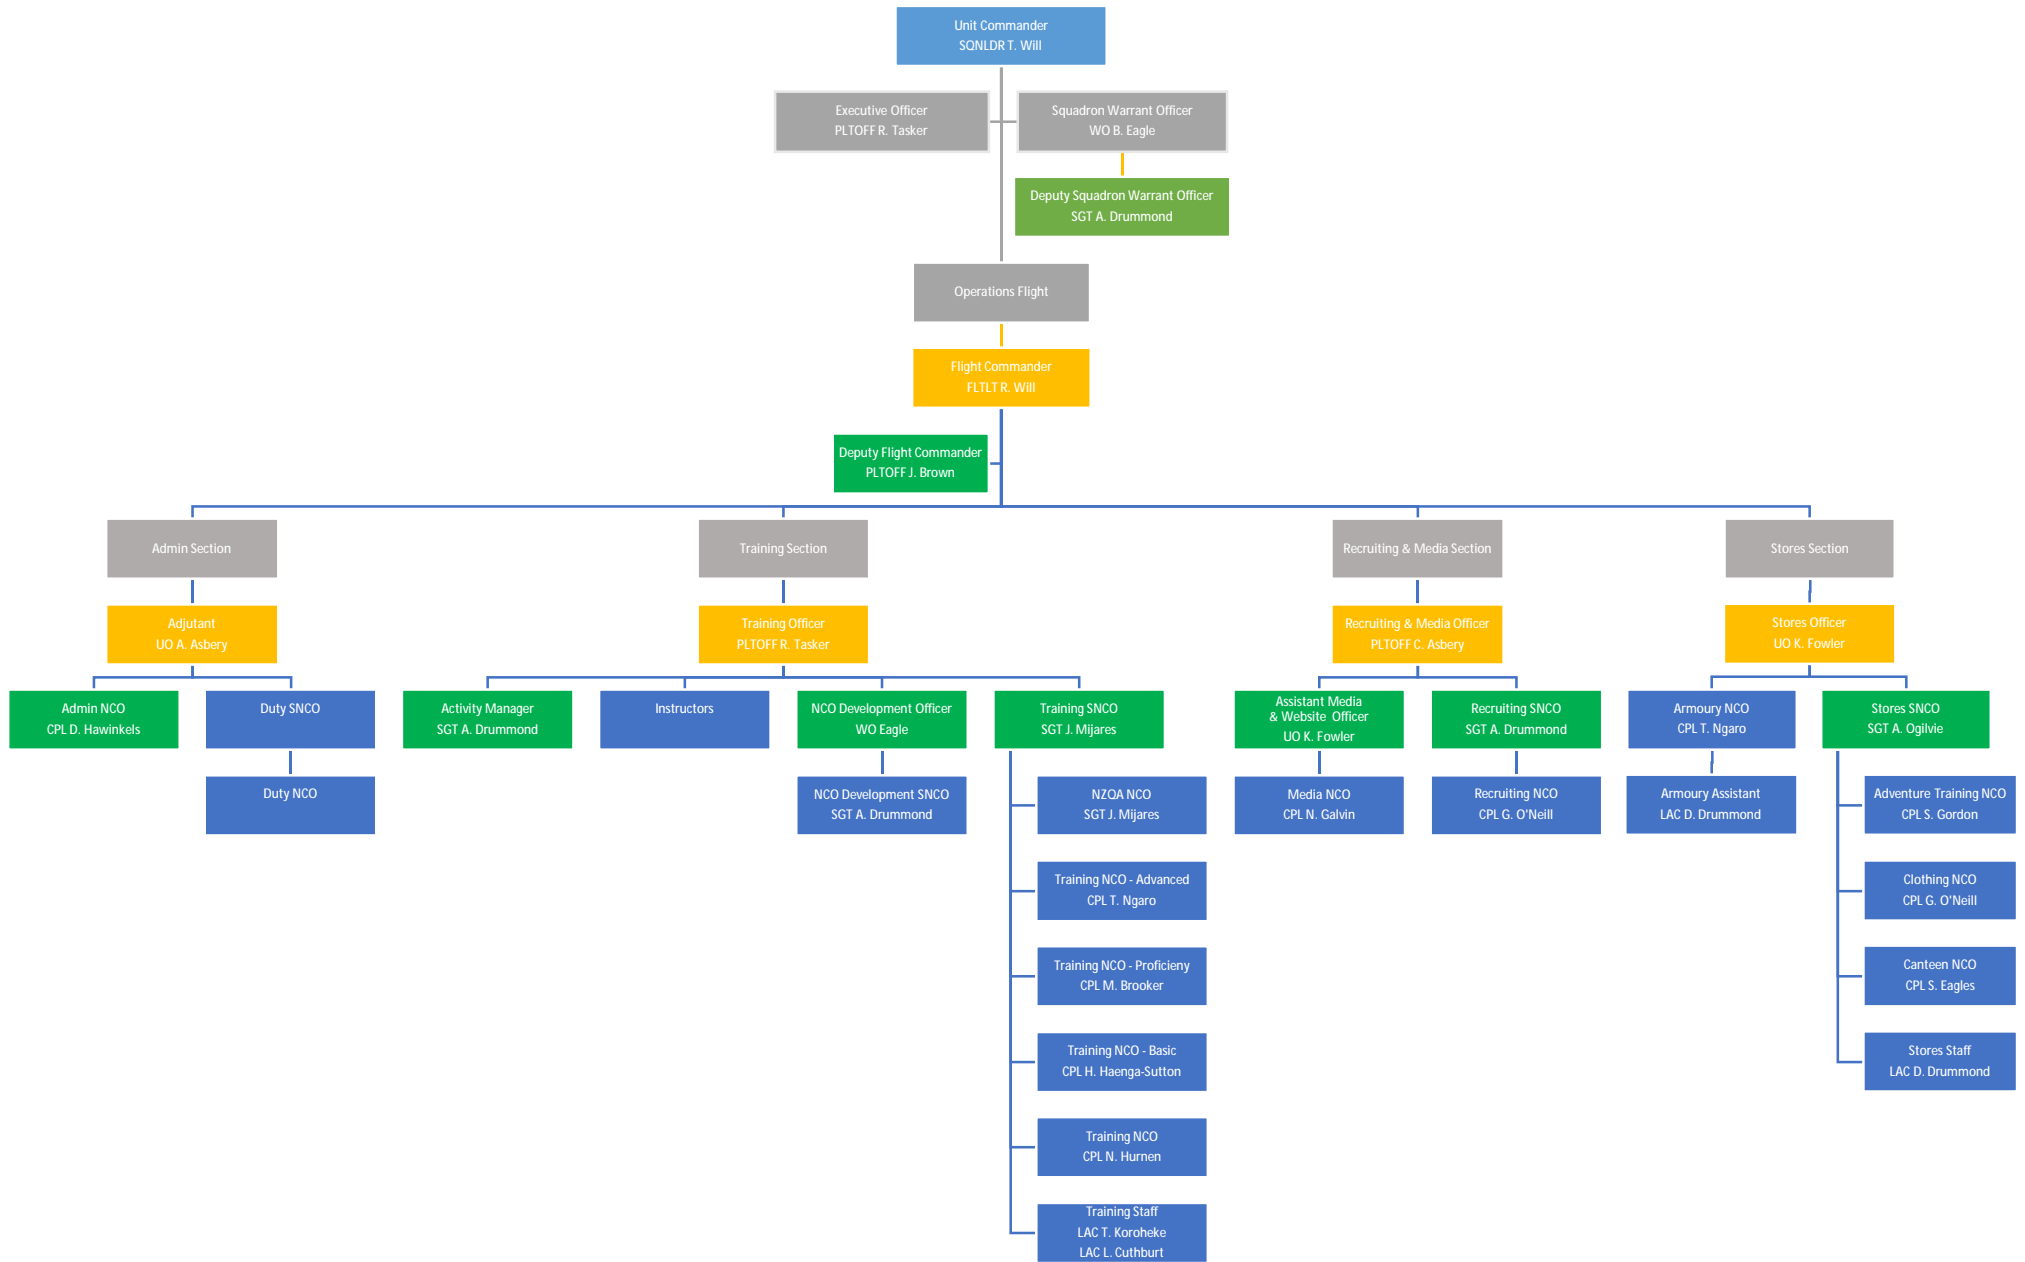 Unit Commander
SQNLDR T. Will
Executive Officer
PLTOFF R. Tasker
Squadron Warrant Officer
WO B. Eagle
Deputy Squadron Warrant Officer
SGT A. Drummond
Operations Flight
Flight Commander
FLTLT R. Will
Deputy Flight Commander
PLTOFF J. Brown
Admin Section
Training Section
Recruiting & Media Section
Stores Section
Adjutant
UO A. Asbery
Training Officer
PLTOFF R. Tasker
Recruiting & Media Officer
PLTOFF C. Asbery
Stores Officer
UO K. Fowler
Admin NCO
CPL D. Hawinkels
Duty SNCO
Duty NCO
Activity Manager
SGT A. Drummond
Instructors
NCO Development Officer
WO Eagle
NCO Development SNCO
SGT A. Drummond
Training SNCO
SGT J. Mijares
NZQA NCO
SGT J. Mijares
Training NCO - Advanced
CPL T. Ngaro
Training NCO - Proficieny
CPL M. Brooker
Training NCO - Basic
CPL H. Haenga-Sutton
Training NCO
CPL N. Hurnen
Training Staff
LAC T. Koroheke
LAC L. Cuthburt
Assistant Media
& Website Officer
UO K. Fowler
Media NCO
CPL N. Galvin
Recruiting SNCO
SGT A. Drummond
Recruiting NCO
CPL G. O'Neill
Armoury NCO
CPL T. Ngaro
Armoury Assistant
LAC D. Drummond
Stores SNCO
SGT A. Ogilvie
Adventure Training NCO
CPL S. Gordon
Clothing NCO
CPL G. O'Neill
Canteen NCO
CPL S. Eagles
Stores Staff
LAC D. Drummond